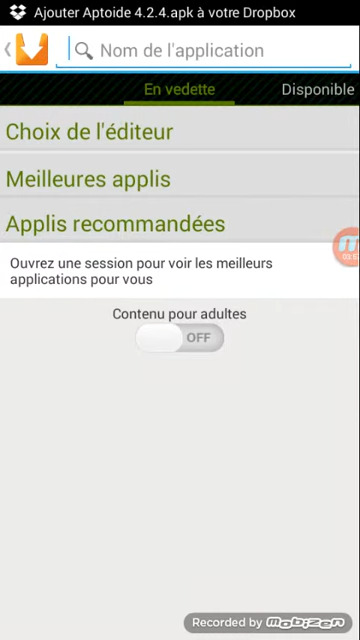 Ajouter Aptoide 4.2.4.apk à votre Dropbox
Nom de l'application
En vedette
Disponible
Choix de l'éditeur
Meilleures applis
Applis recommandées
Ouvrez une session pour voir les meilleurs
applications pour vous
Contenu pour adultes
OFF
Recorded by MOBIZEN